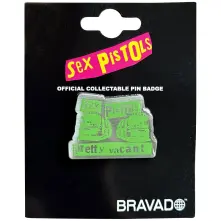 Sex PISTOLS
OFFICIAL COLLECTABLE PIN BADGE
pretty vacant
BRAVADO